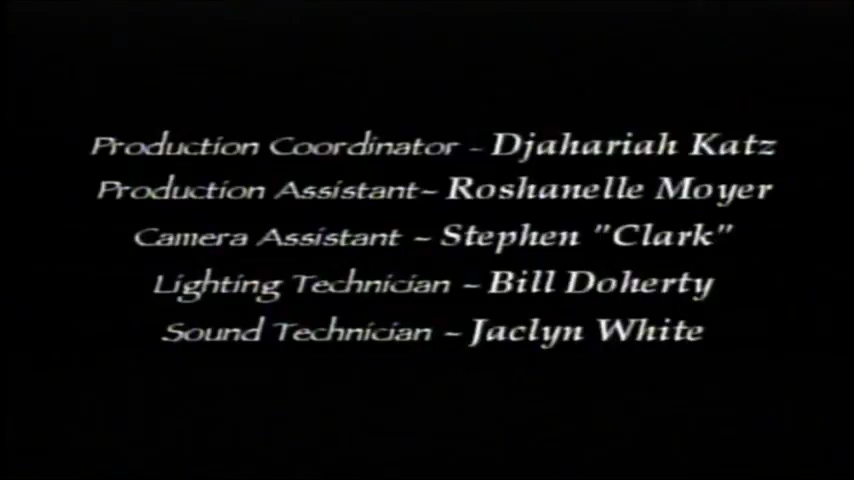 Production Coordinator - Djahariah Katz
Production Assistant- Roshanelle Moyer
Camera Assistant - Stephen "Clark"
Lighting Technician - Bill Doherty
Sound Technician - Jaclyn White